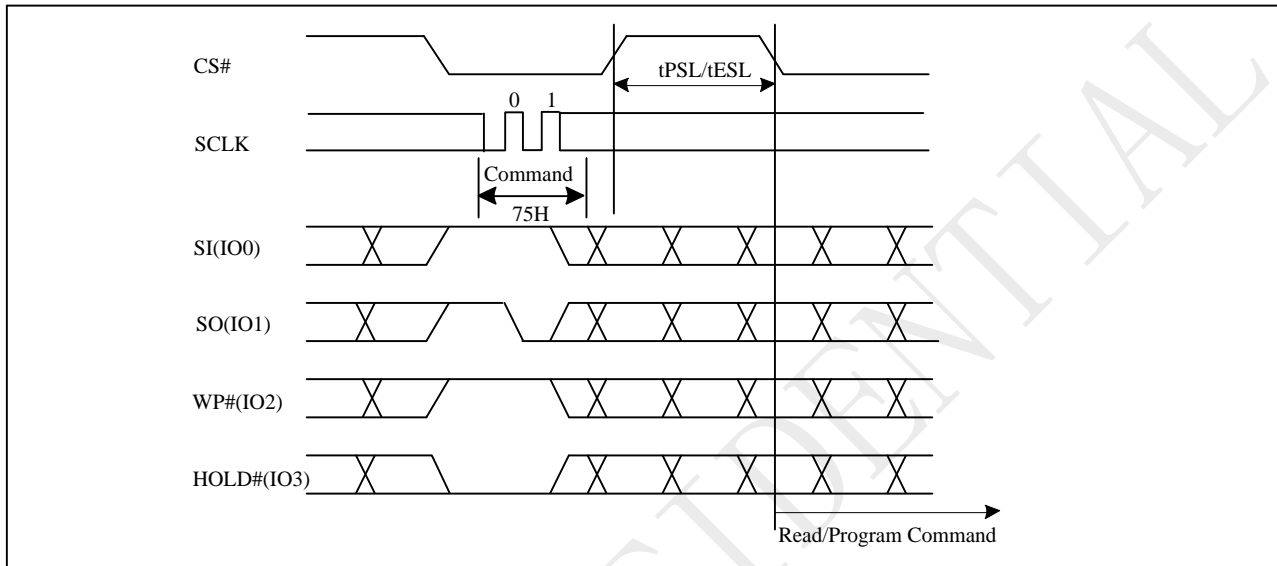 CS#
tPSL/tESL
0 1
SCLK
Command
75H
SI(IO0)
SO(IO1)
WP#(IO2)
HOLD#(IO3)
Read/Program Command
IDENTIAL